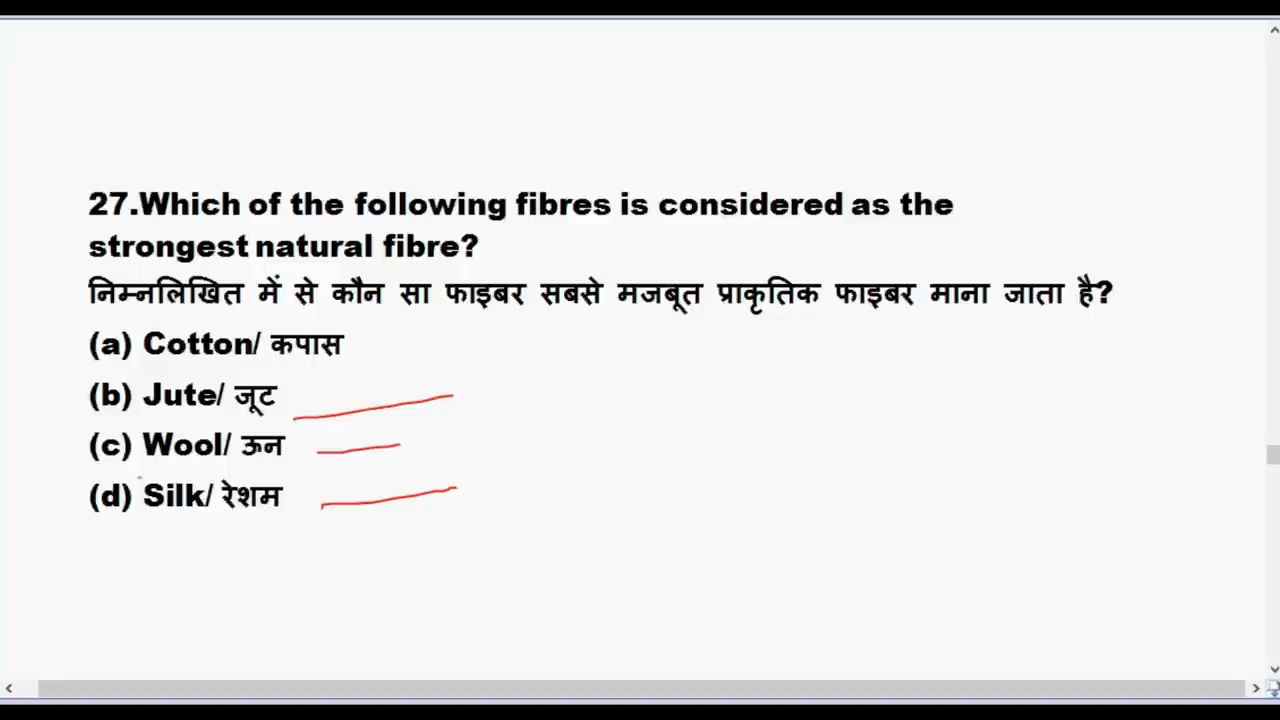 27.Which of the following fibres is considered as the
strongest natural fibre?
निम्नलिखित में से कौन सा फाइबर सबसे मजबूत प्राकृतिक फाइबर माना जाता है?
(a) Cotton/ कपास
(b) Jute/ जूट
(c) Wool/ ऊन
(d) Silk/ रेशम